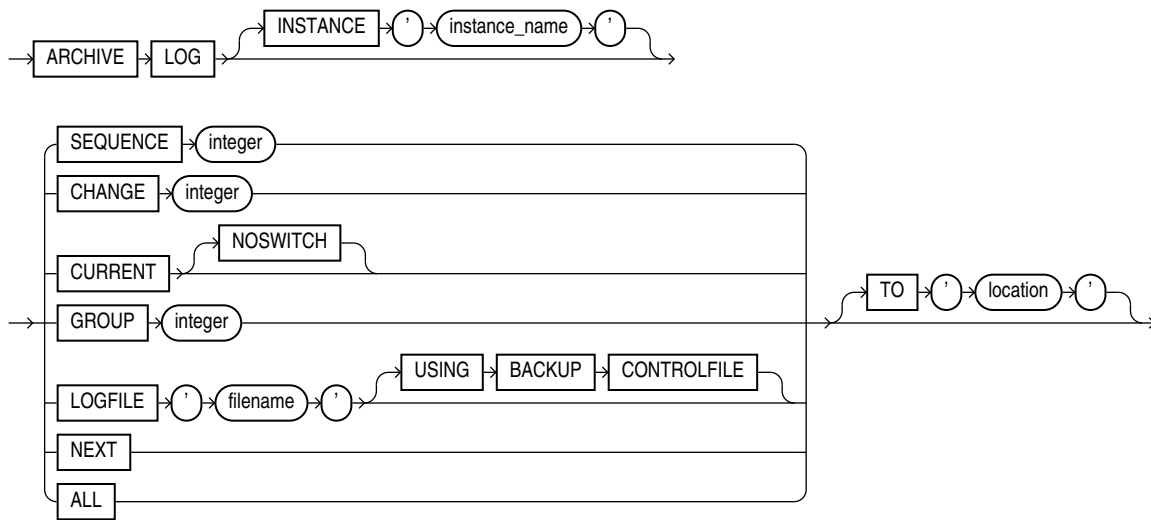 INSTANCE ' instance_name '
ARCHIVE LOG
SEQUENCE integer
CHANGE integer
NOSWITCH
CURRENT
TO ' location '
GROUP integer
USING BACKUP CONTROLFILE
LOGFILE ' filename '
NEXT
ALL